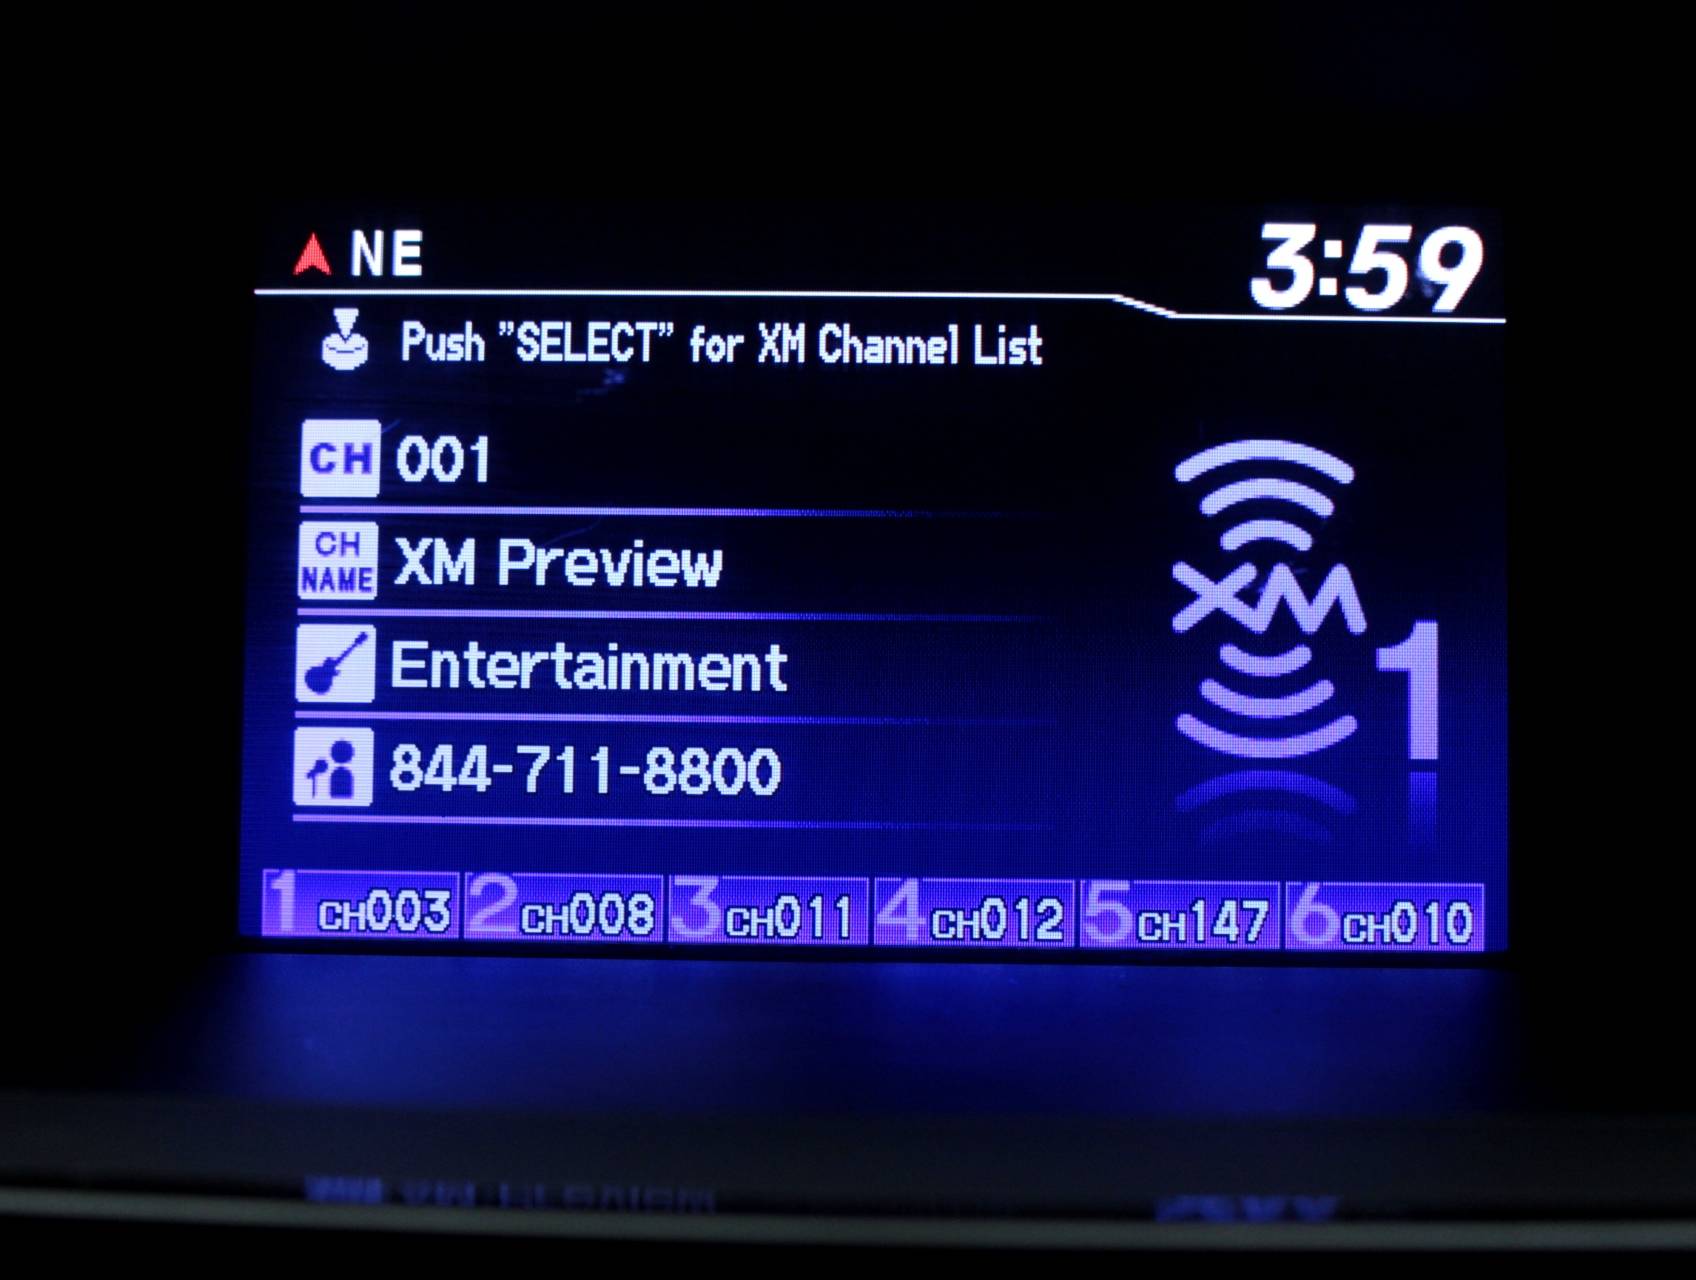 NE 3:59
Push "SELECT" for XM Channel List
CH 001
CH NAME XM Preview
Entertainment
844-711-8800
XM 1
1 CH003 2 CH008 3 CH011 4 CH012 5 CH147 6 CH010